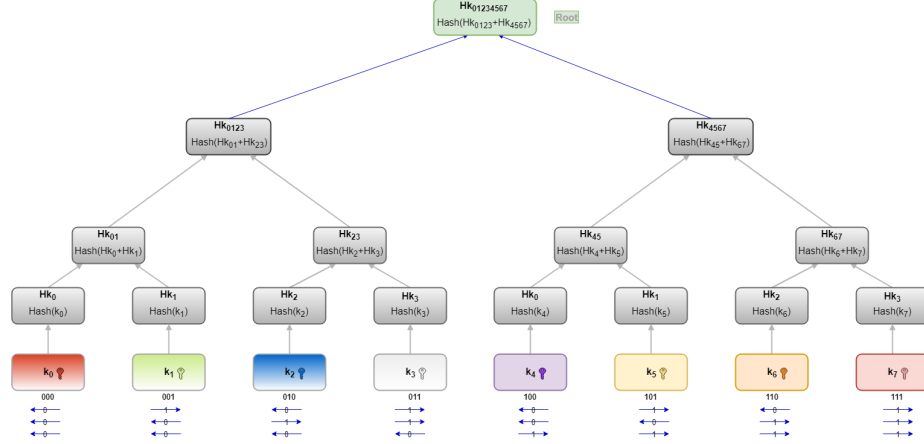 Hk01234567
Hash(Hk0123+Hk4567)
Root
Hk0123
Hash(Hk01+Hk23)
Hk4567
Hash(Hk45+Hk67)
Hk01
Hash(Hk0+Hk1)
Hk23
Hash(Hk2+Hk3)
Hk45
Hash(Hk4+Hk5)
Hk67
Hash(Hk6+Hk7)
Hk0
Hash(k0)
Hk1
Hash(k1)
Hk2
Hash(k2)
Hk3
Hash(k3)
Hk0
Hash(k4)
Hk1
Hash(k5)
Hk2
Hash(k6)
Hk3
Hash(k7)
k0
k1
k2
k3
k4
k5
k6
k7
000 001 010 011 100 101 110 111
0 1 0 1 0 1 0 1
0 0 1 1 0 0 1 1
0 0 0 0 1 1 1 1